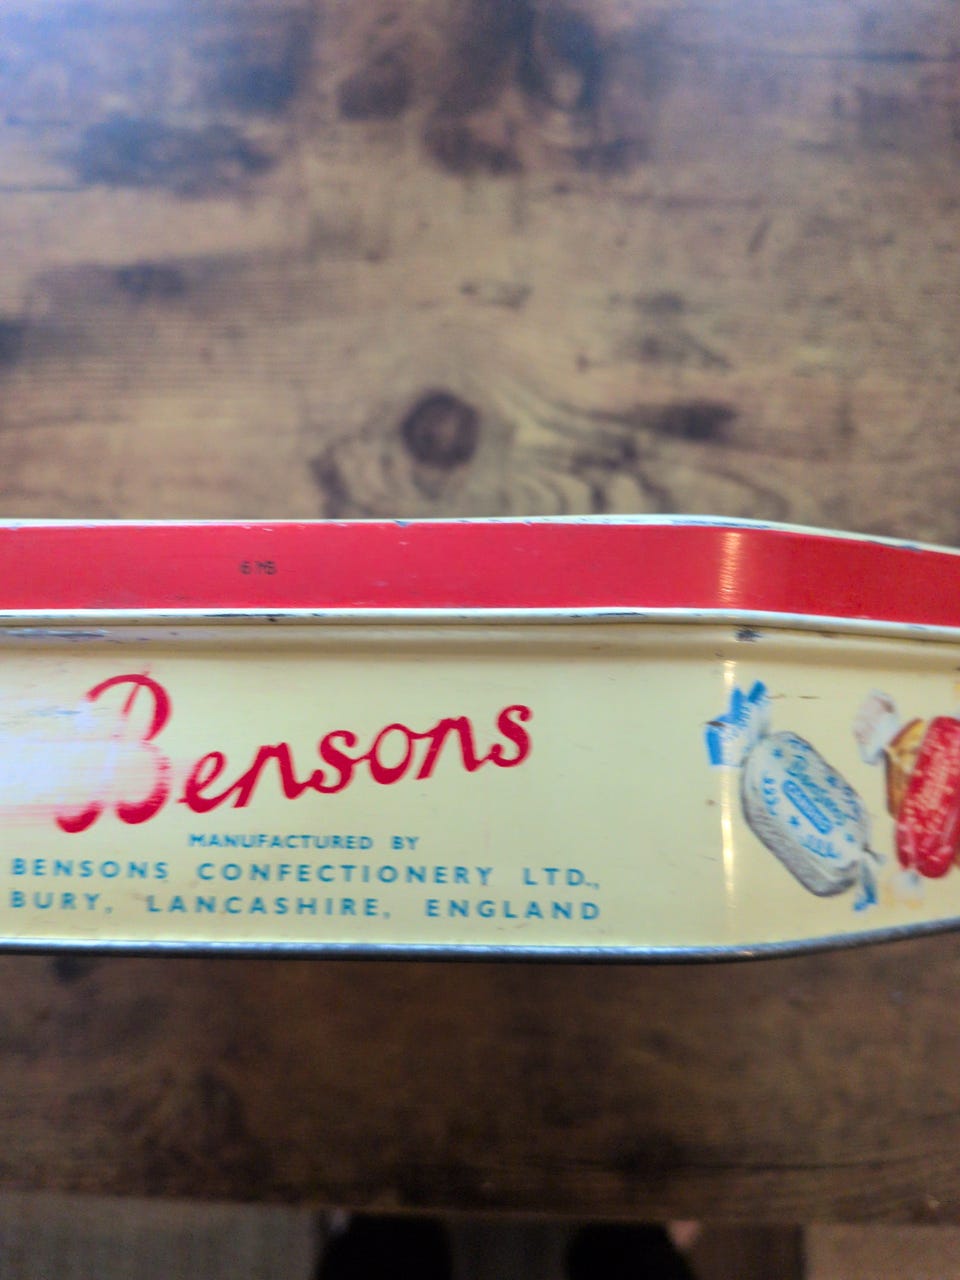 Bensons
MANUFACTURED BY
BENSONS CONFECTIONERY LTD.,
BURY, LANCASHIRE, ENGLAND